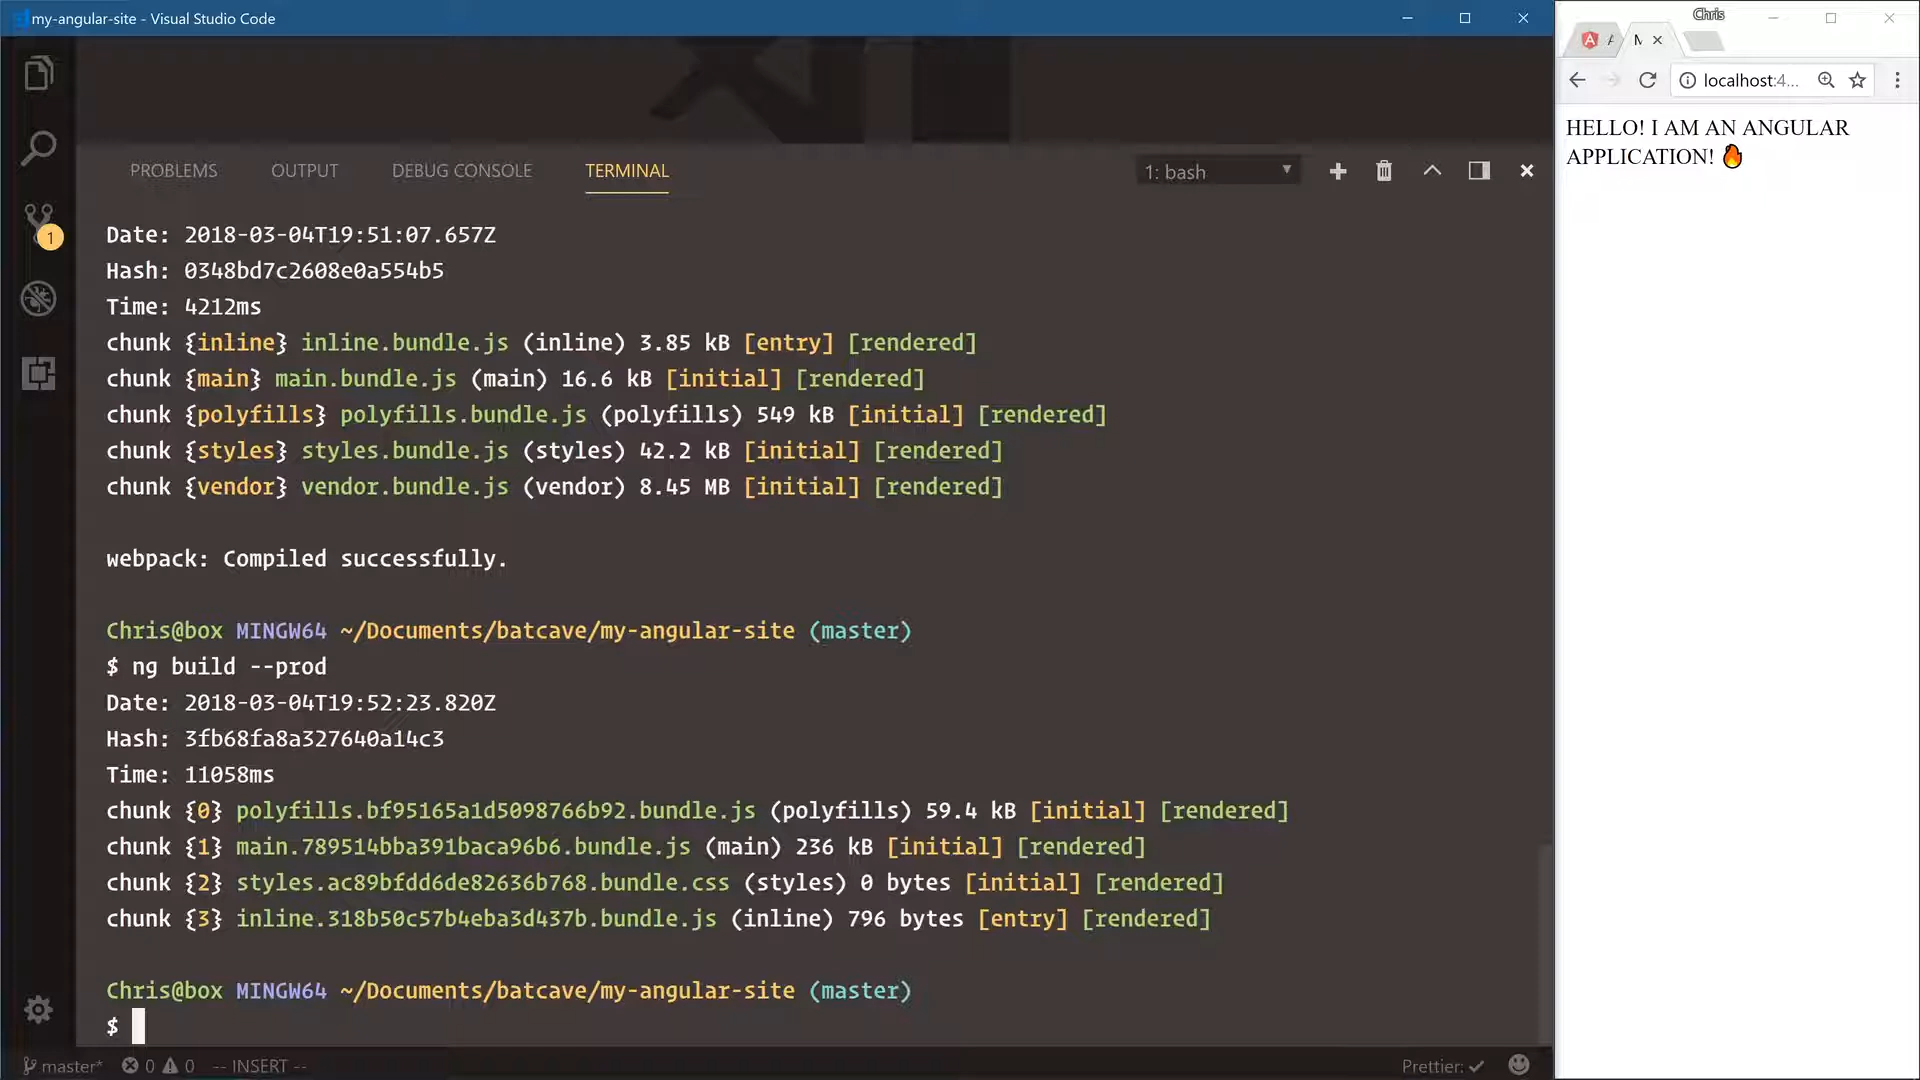 my-angular-site - Visual Studio Code
PROBLEMS OUTPUT DEBUG CONSOLE TERMINAL 1: bash
1
Date: 2018-03-04T19:51:07.657Z
Hash: 0348bd7c2608e0a554b5
Time: 4212ms
chunk {inline} inline.bundle.js (inline) 3.85 kB [entry] [rendered]
chunk {main} main.bundle.js (main) 16.6 kB [initial] [rendered]
chunk {polyfills} polyfills.bundle.js (polyfills) 549 kB [initial] [rendered]
chunk {styles} styles.bundle.js (styles) 42.2 kB [initial] [rendered]
chunk {vendor} vendor.bundle.js (vendor) 8.45 MB [initial] [rendered]
webpack: Compiled successfully.
Chris@box MINGW64 ~/Documents/batcave/my-angular-site (master)
$ ng build --prod
Date: 2018-03-04T19:52:23.820Z
Hash: 3fb68fa8a327640a14c3
Time: 11058ms
chunk {0} polyfills.bf95165a1d5098766b92.bundle.js (polyfills) 59.4 kB [initial] [rendered]
chunk {1} main.789514bba391baca96b6.bundle.js (main) 236 kB [initial] [rendered]
chunk {2} styles.ac89bfdd6de82636b768.bundle.css (styles) 0 bytes [initial] [rendered]
chunk {3} inline.318b50c57b4eba3d437b.bundle.js (inline) 796 bytes [entry] [rendered]
Chris@box MINGW64 ~/Documents/batcave/my-angular-site (master)
$
master* 0 0 -- INSERT -- Prettier: ✓
Chris
localhost:4...
HELLO! I AM AN ANGULAR
APPLICATION! 🔥